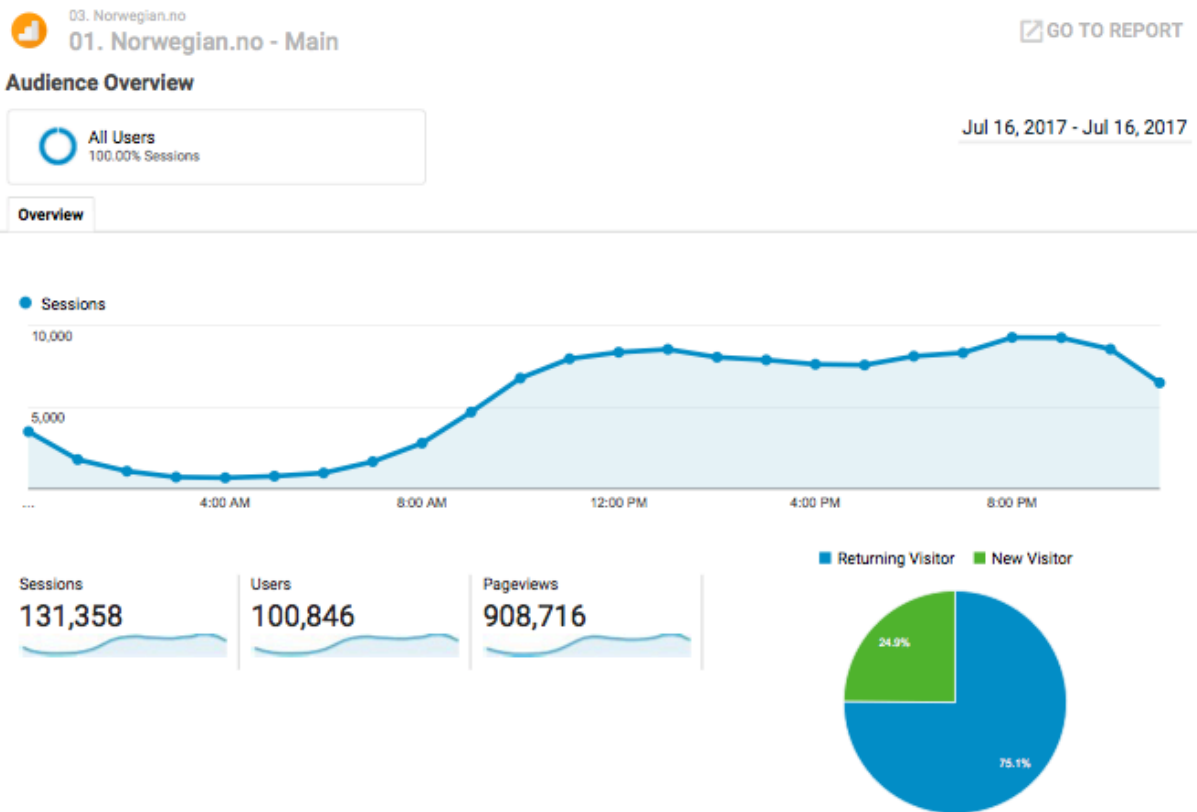 03. Norwegian.no
01. Norwegian.no - Main
GO TO REPORT
Audience Overview
All Users
100.00% Sessions
Jul 16, 2017 - Jul 16, 2017
Overview
Sessions
10,000
5,000
...
4:00 AM
8:00 AM
12:00 PM
4:00 PM
8:00 PM
Sessions
131,358
Users
100,846
Pageviews
908,716
Returning Visitor
New Visitor
24.9%
75.1%